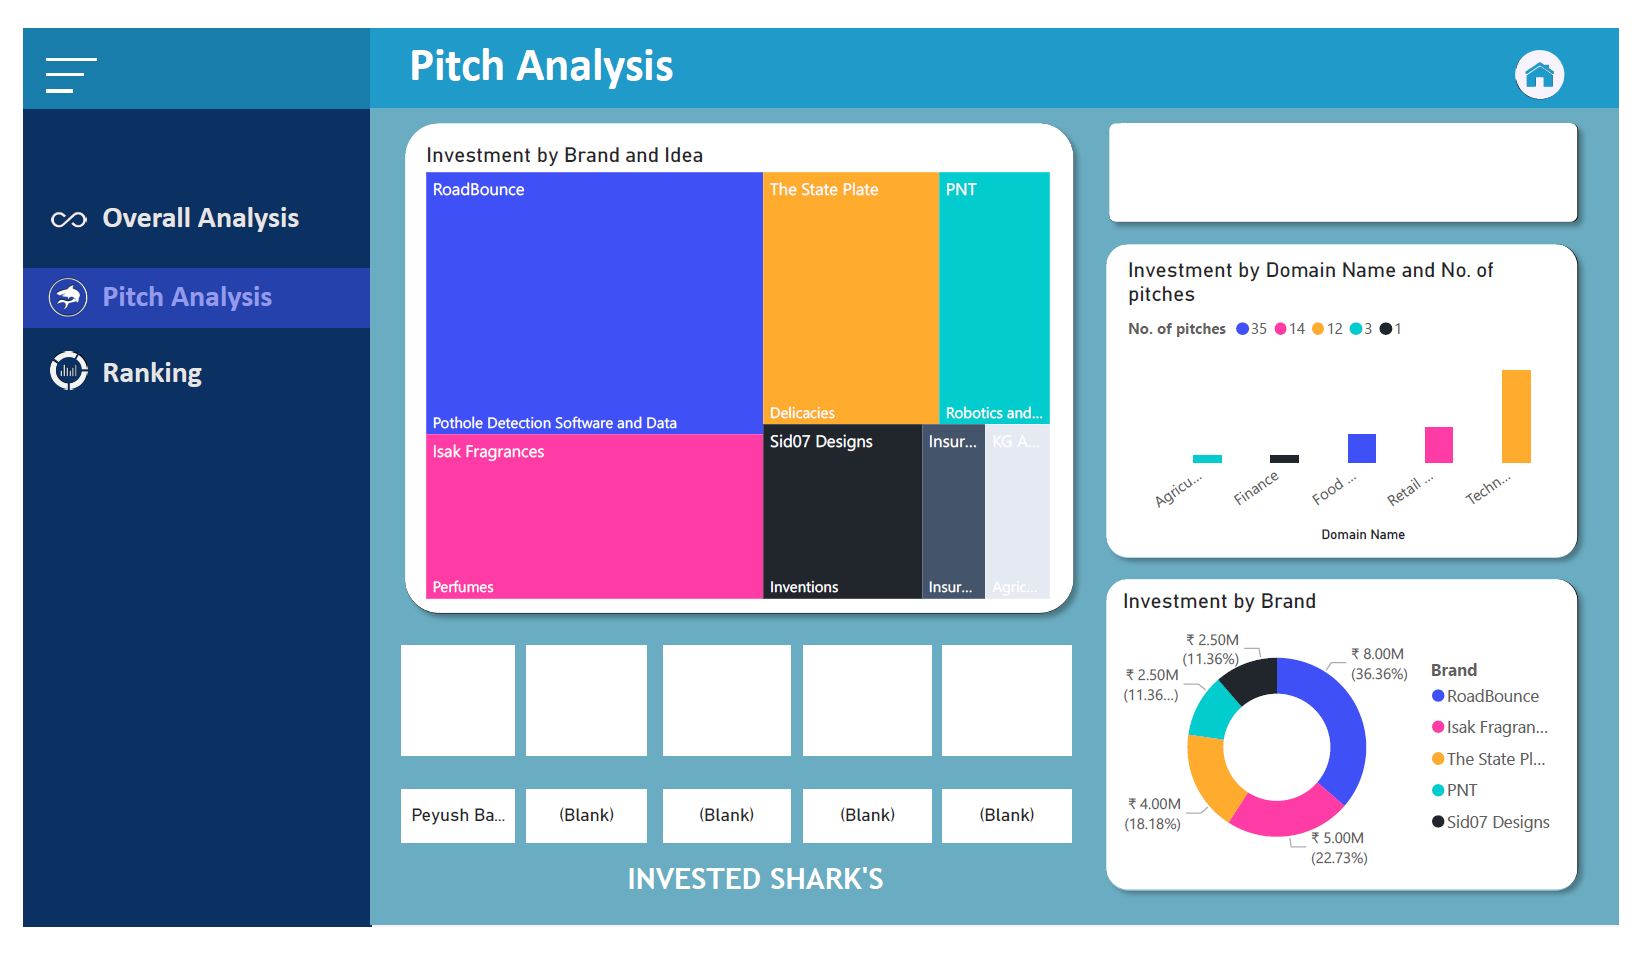 Pitch Analysis
Overall Analysis
Pitch Analysis
Ranking
Investment by Brand and Idea
RoadBounce
Pothole Detection Software and Data
The State Plate
Delicacies
PNT
Robotics and...
Isak Fragrances
Perfumes
Sid07 Designs
Inventions
Insur...
Insur...
KG A...
Agric...
Peyush Ba...
(Blank)
(Blank)
(Blank)
(Blank)
INVESTED SHARK'S
Investment by Domain Name and No. of
pitches
No. of pitches 35 14 12 3 1
Agricu...
Finance
Food ...
Retail ...
Techn...
Domain Name
Investment by Brand
₹ 2.50M
(11.36%)
₹ 8.00M
(36.36%)
₹ 2.50M
(11.36...)
₹ 4.00M
(18.18%)
₹ 5.00M
(22.73%)
Brand
RoadBounce
Isak Fragran...
The State Pl...
PNT
Sid07 Designs